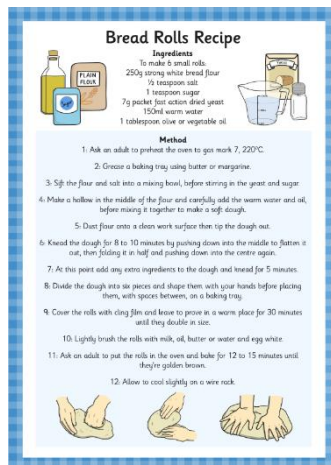 Bread Rolls Recipe
Ingredients
To make 6 small rolls:
250g strong white bread flour
½ teaspoon salt
1 teaspoon sugar
7g packet fast action dried yeast
150ml warm water
1 tablespoon olive or vegetable oil
PLAIN
FLOUR
Method
1: Ask an adult to preheat the oven to gas mark 7, 220°C.
2: Grease a baking tray using butter or margarine.
3: Sift the flour and salt into a mixing bowl, before stirring in the yeast and sugar
4: Make a hollow in the middle of the flour and carefully add the warm water and oil,
before mixing it together to make a soft dough.
5: Dust flour onto a clean work surface then tip the dough out.
6: Knead the dough for 8 to 10 minutes by pushing down into the middle to flatten it
out, then folding it in half and pushing down into the centre again.
7: At this point add any extra ingredients to the dough and knead for 5 minutes.
8: Divide the dough into six pieces and shape them with your hands before placing
them, with spaces between, on a baking tray.
9: Cover the rolls with cling film and leave to prove in a warm place for 30 minutes
until they double in size.
10: Lightly brush the rolls with milk, oil, butter or water and egg white.
11: Ask an adult to put the rolls in the oven and bake for 12 to 15 minutes until
they're golden brown.
12: Allow to cool slightly on a wire rack.